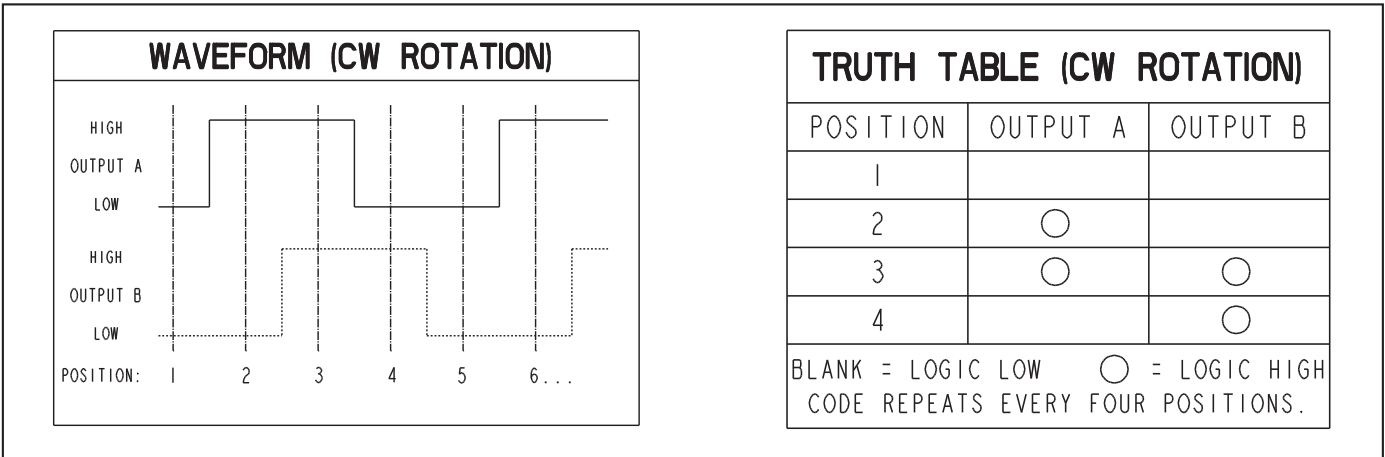 WAVEFORM (CW ROTATION)
HIGH
OUTPUT A
LOW
HIGH
OUTPUT B
LOW
POSITION: 1 2 3 4 5 6...
TRUTH TABLE (CW ROTATION)
POSITION OUTPUT A OUTPUT B
1
2
3
4
BLANK = LOGIC LOW ○ = LOGIC HIGH
CODE REPEATS EVERY FOUR POSITIONS.